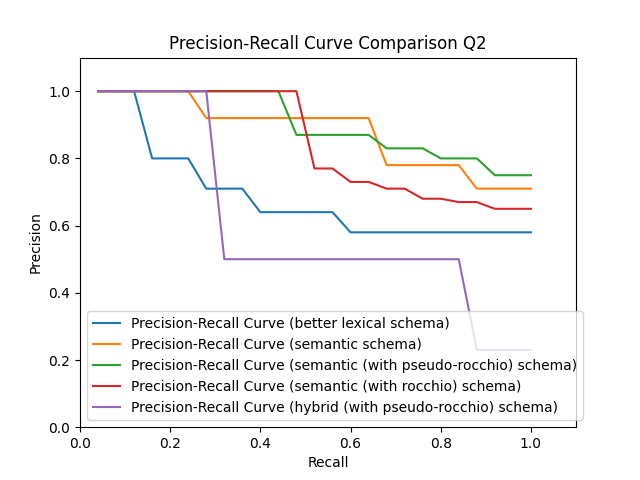 Precision-Recall Curve Comparison Q2
Precision
1.0
0.8
0.6
0.4
0.2
0.0
Precision-Recall Curve (better lexical schema)
Precision-Recall Curve (semantic schema)
Precision-Recall Curve (semantic (with pseudo-rocchio) schema)
Precision-Recall Curve (semantic (with rocchio) schema)
Precision-Recall Curve (hybrid (with pseudo-rocchio) schema)
0.0 0.2 0.4 0.6 0.8 1.0
Recall